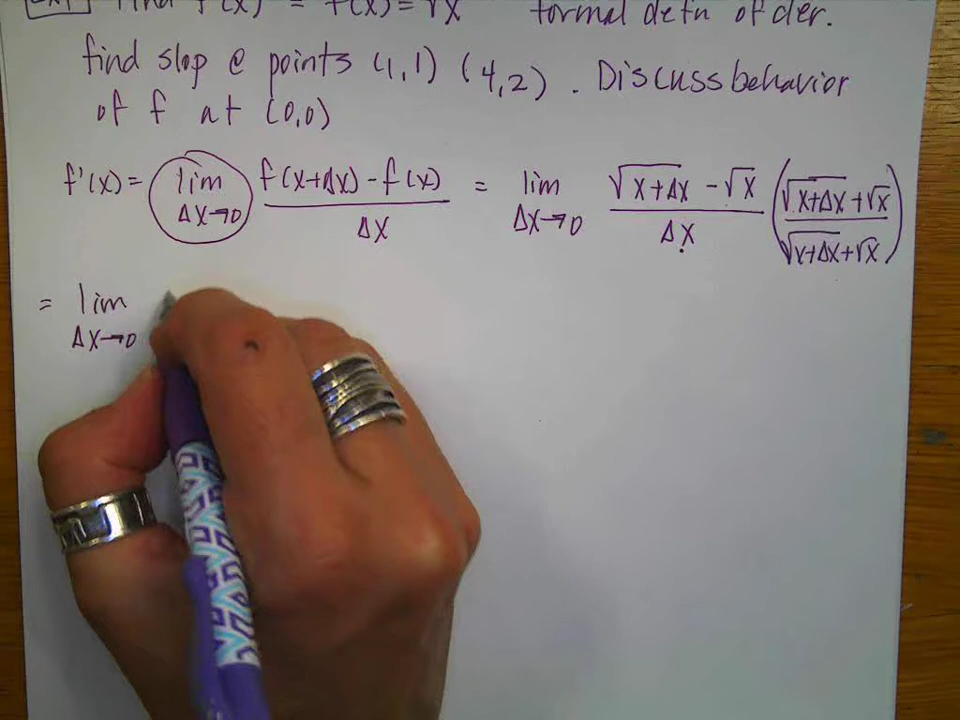 Find f'(x) = f(x)=√x formal defn of der.
find slop @ points (1,1) (4,2). Discuss behavior
of f at (0,0)
f'(x)= lim Δx→0 f(x+Δx)-f(x) / Δx = lim Δx→0 √x+Δx - √x / Δx (√x+Δx + √x / √x+Δx + √x)
= lim Δx→0